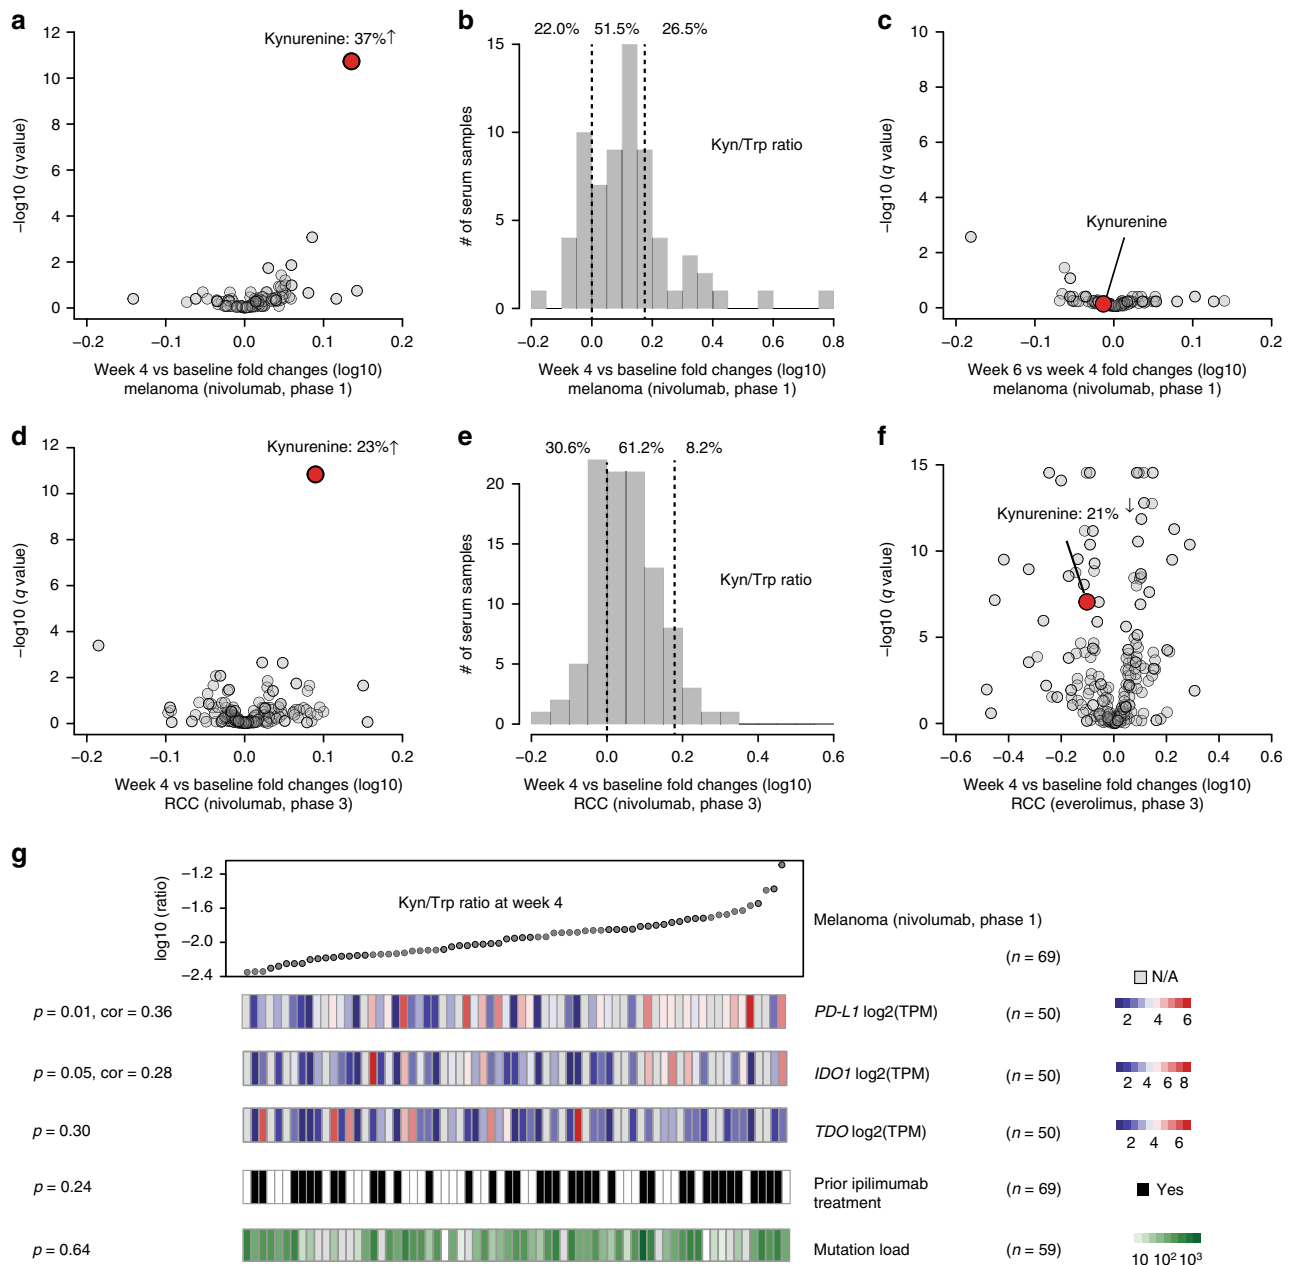 a
Kynurenine: 37%↑
12
10
8
6
4
2
0
−log10 (q value)
−0.2
−0.1
0.0
0.1
0.2
Week 4 vs baseline fold changes (log10)
melanoma (nivolumab, phase 1)
b
22.0%
51.5%
26.5%
15
10
5
0
# of serum samples
Kyn/Trp ratio
−0.2
0.0
0.2
0.4
0.6
0.8
Week 4 vs baseline fold changes (log10)
melanoma (nivolumab, phase 1)
c
10
8
6
4
2
0
−log10 (q value)
Kynurenine
−0.2
−0.1
0.0
0.1
0.2
Week 6 vs week 4 fold changes (log10)
melanoma (nivolumab, phase 1)
d
Kynurenine: 23%↑
12
10
8
6
4
2
0
−log10 (q value)
−0.2
−0.1
0.0
0.1
0.2
Week 4 vs baseline fold changes (log10)
RCC (nivolumab, phase 3)
e
30.6%
61.2%
8.2%
20
15
10
5
0
# of serum samples
Kyn/Trp ratio
−0.2
0.0
0.2
0.4
0.6
Week 4 vs baseline fold changes (log10)
RCC (nivolumab, phase 3)
f
15
10
5
0
−log10 (q value)
Kynurenine: 21% ↓
−0.6
−0.4
−0.2
0.0
0.2
0.4
0.6
Week 4 vs baseline fold changes (log10)
RCC (everolimus, phase 3)
g
−1.2
−1.6
−2.0
−2.4
log10 (ratio)
Kyn/Trp ratio at week 4
Melanoma (nivolumab, phase 1)
(n = 69)
N/A
p = 0.01, cor = 0.36
PD-L1 log2(TPM)
(n = 50)
2 4 6
p = 0.05, cor = 0.28
IDO1 log2(TPM)
(n = 50)
2 4 6 8
p = 0.30
TDO log2(TPM)
(n = 50)
2 4 6
p = 0.24
Prior ipilimumab
treatment
(n = 69)
Yes
p = 0.64
Mutation load
(n = 59)
10 10² 10³